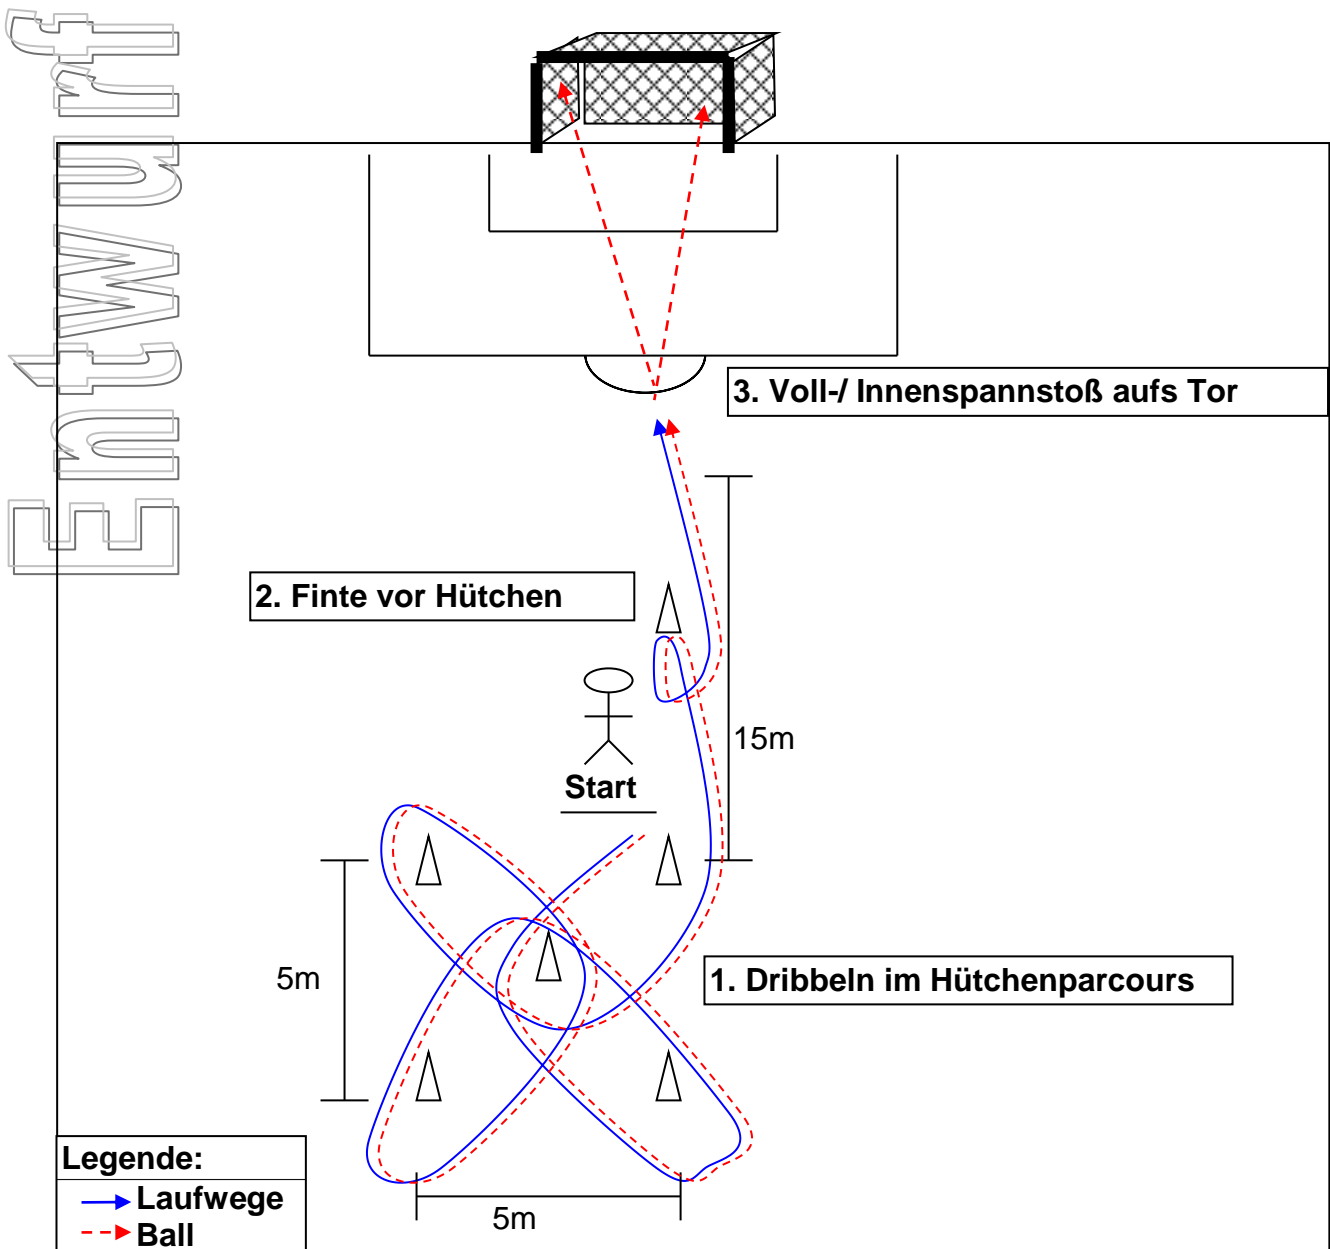 Entwurf
3. Voll-/ Innenspannstoß aufs Tor
2. Finte vor Hütchen
15m
Start
5m
1. Dribbeln im Hütchenparcours
Legende:
Laufwege
Ball
5m